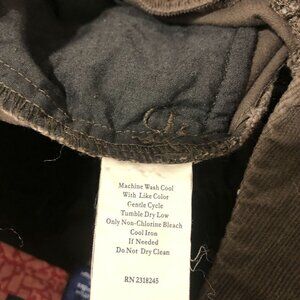 Machine Wash Cool
With Like Color
Gentle Cycle
Tumble Dry Low
Only Non-Chlorine Bleach
Cool Iron
If Needed
Do Not Dry Clean
RN 2318245